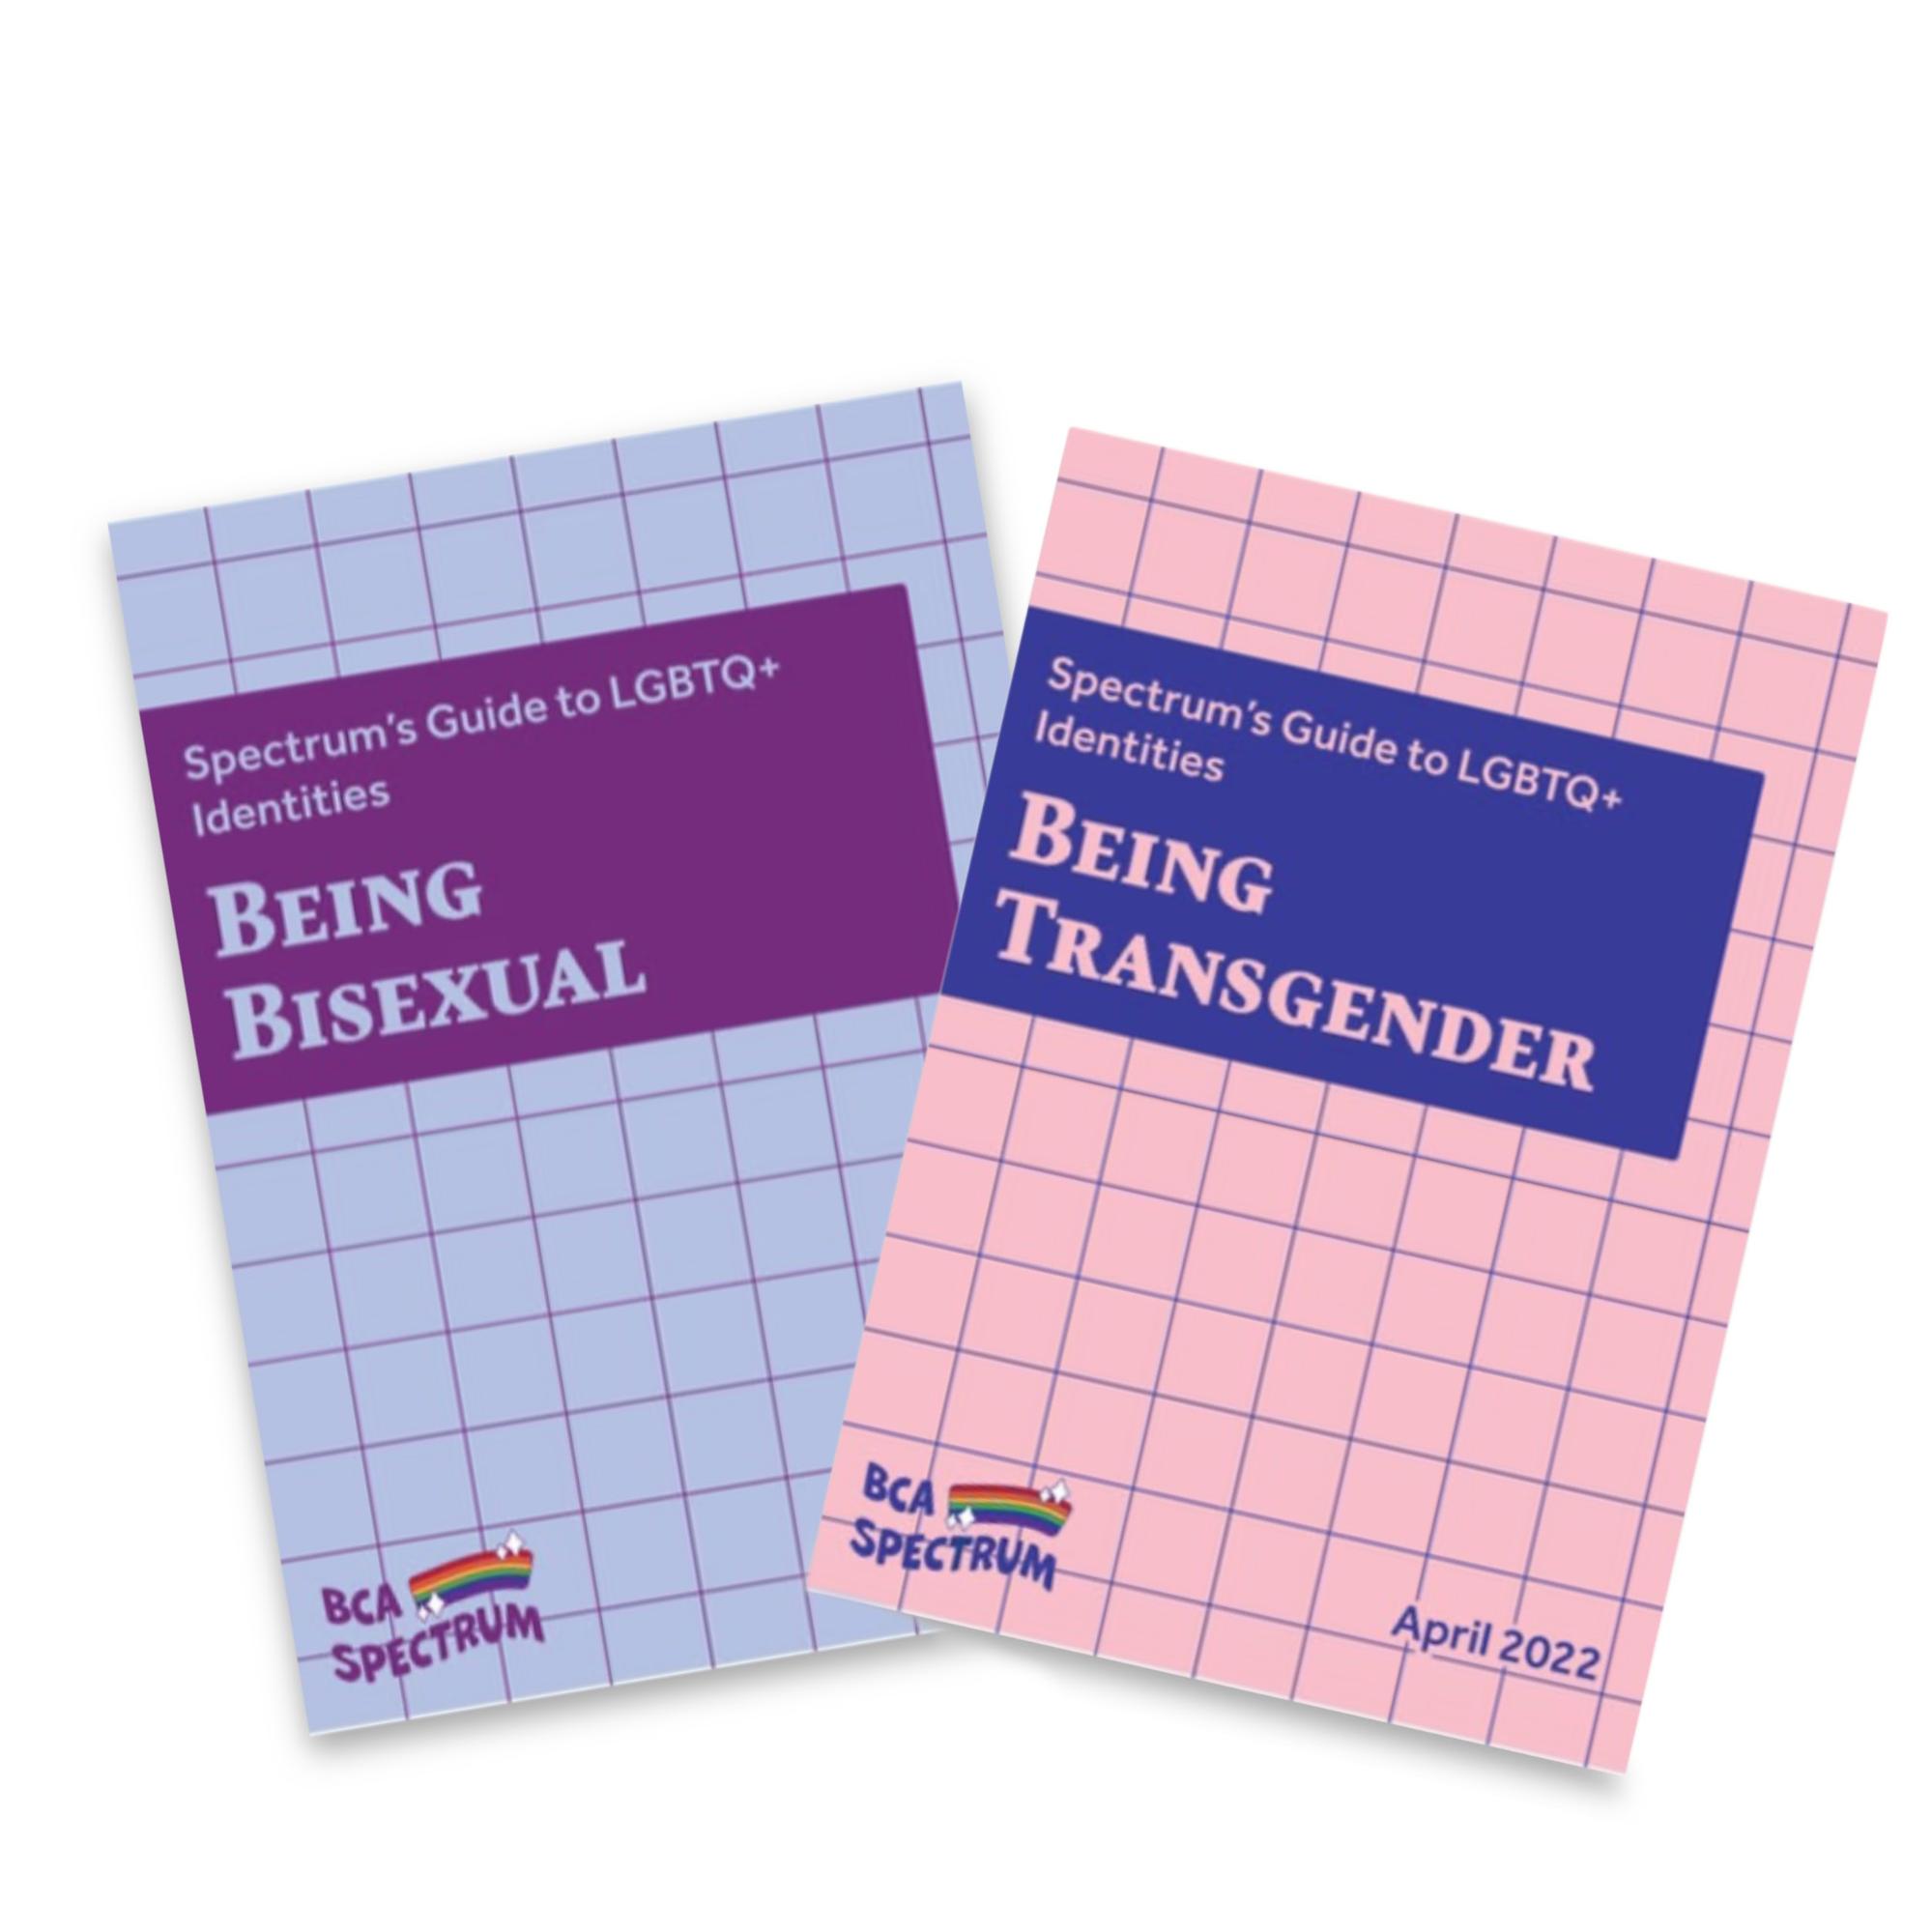 Spectrum's Guide to LGBTQ+
Identities
BEING
BISEXUAL
BCA
SPECTRUM
Spectrum's Guide to LGBTQ+
Identities
BEING
TRANSGENDER
BCA
SPECTRUM
April 2022